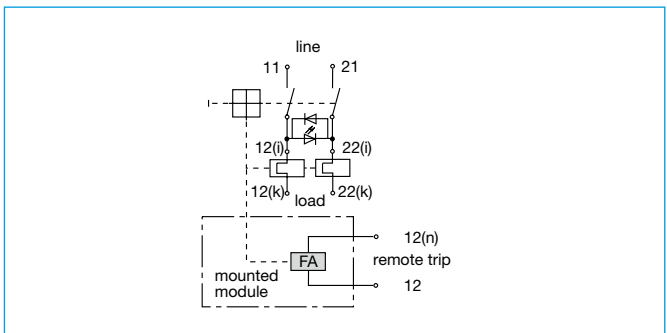 line
11 21
12(i) 22(i)
12(k) 22(k)
load
12(n)
FA remote trip
mounted
module
12